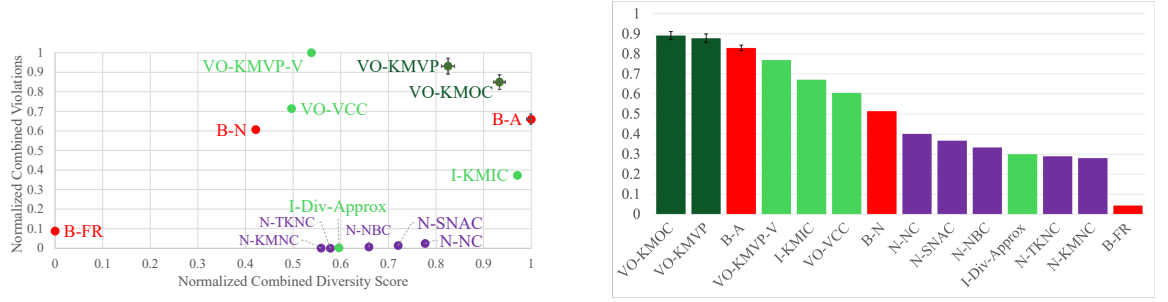 1
0.9
0.8
0.7
0.6
0.5
0.4
0.3
0.2
0.1
0
Normalized Combined Violations
VO-KMVP-V
VO-KMVP
VO-KMOC
VO-VCC
B-N
B-A
I-KMIC
I-Div-Approx
N-TKNC
N-SNAC
N-NBC
N-KMNC
N-NC
B-FR
0 0.1 0.2 0.3 0.4 0.5 0.6 0.7 0.8 0.9 1
Normalized Combined Diversity Score
1
0.9
0.8
0.7
0.6
0.5
0.4
0.3
0.2
0.1
0
VO-KMOC
VO-KMVP
B-A
VO-KMVP-V
I-KMIC
VO-VCC
B-N
N-NC
N-SNAC
N-NBC
I-Div-Approx
N-TKNC
N-KMNC
B-FR